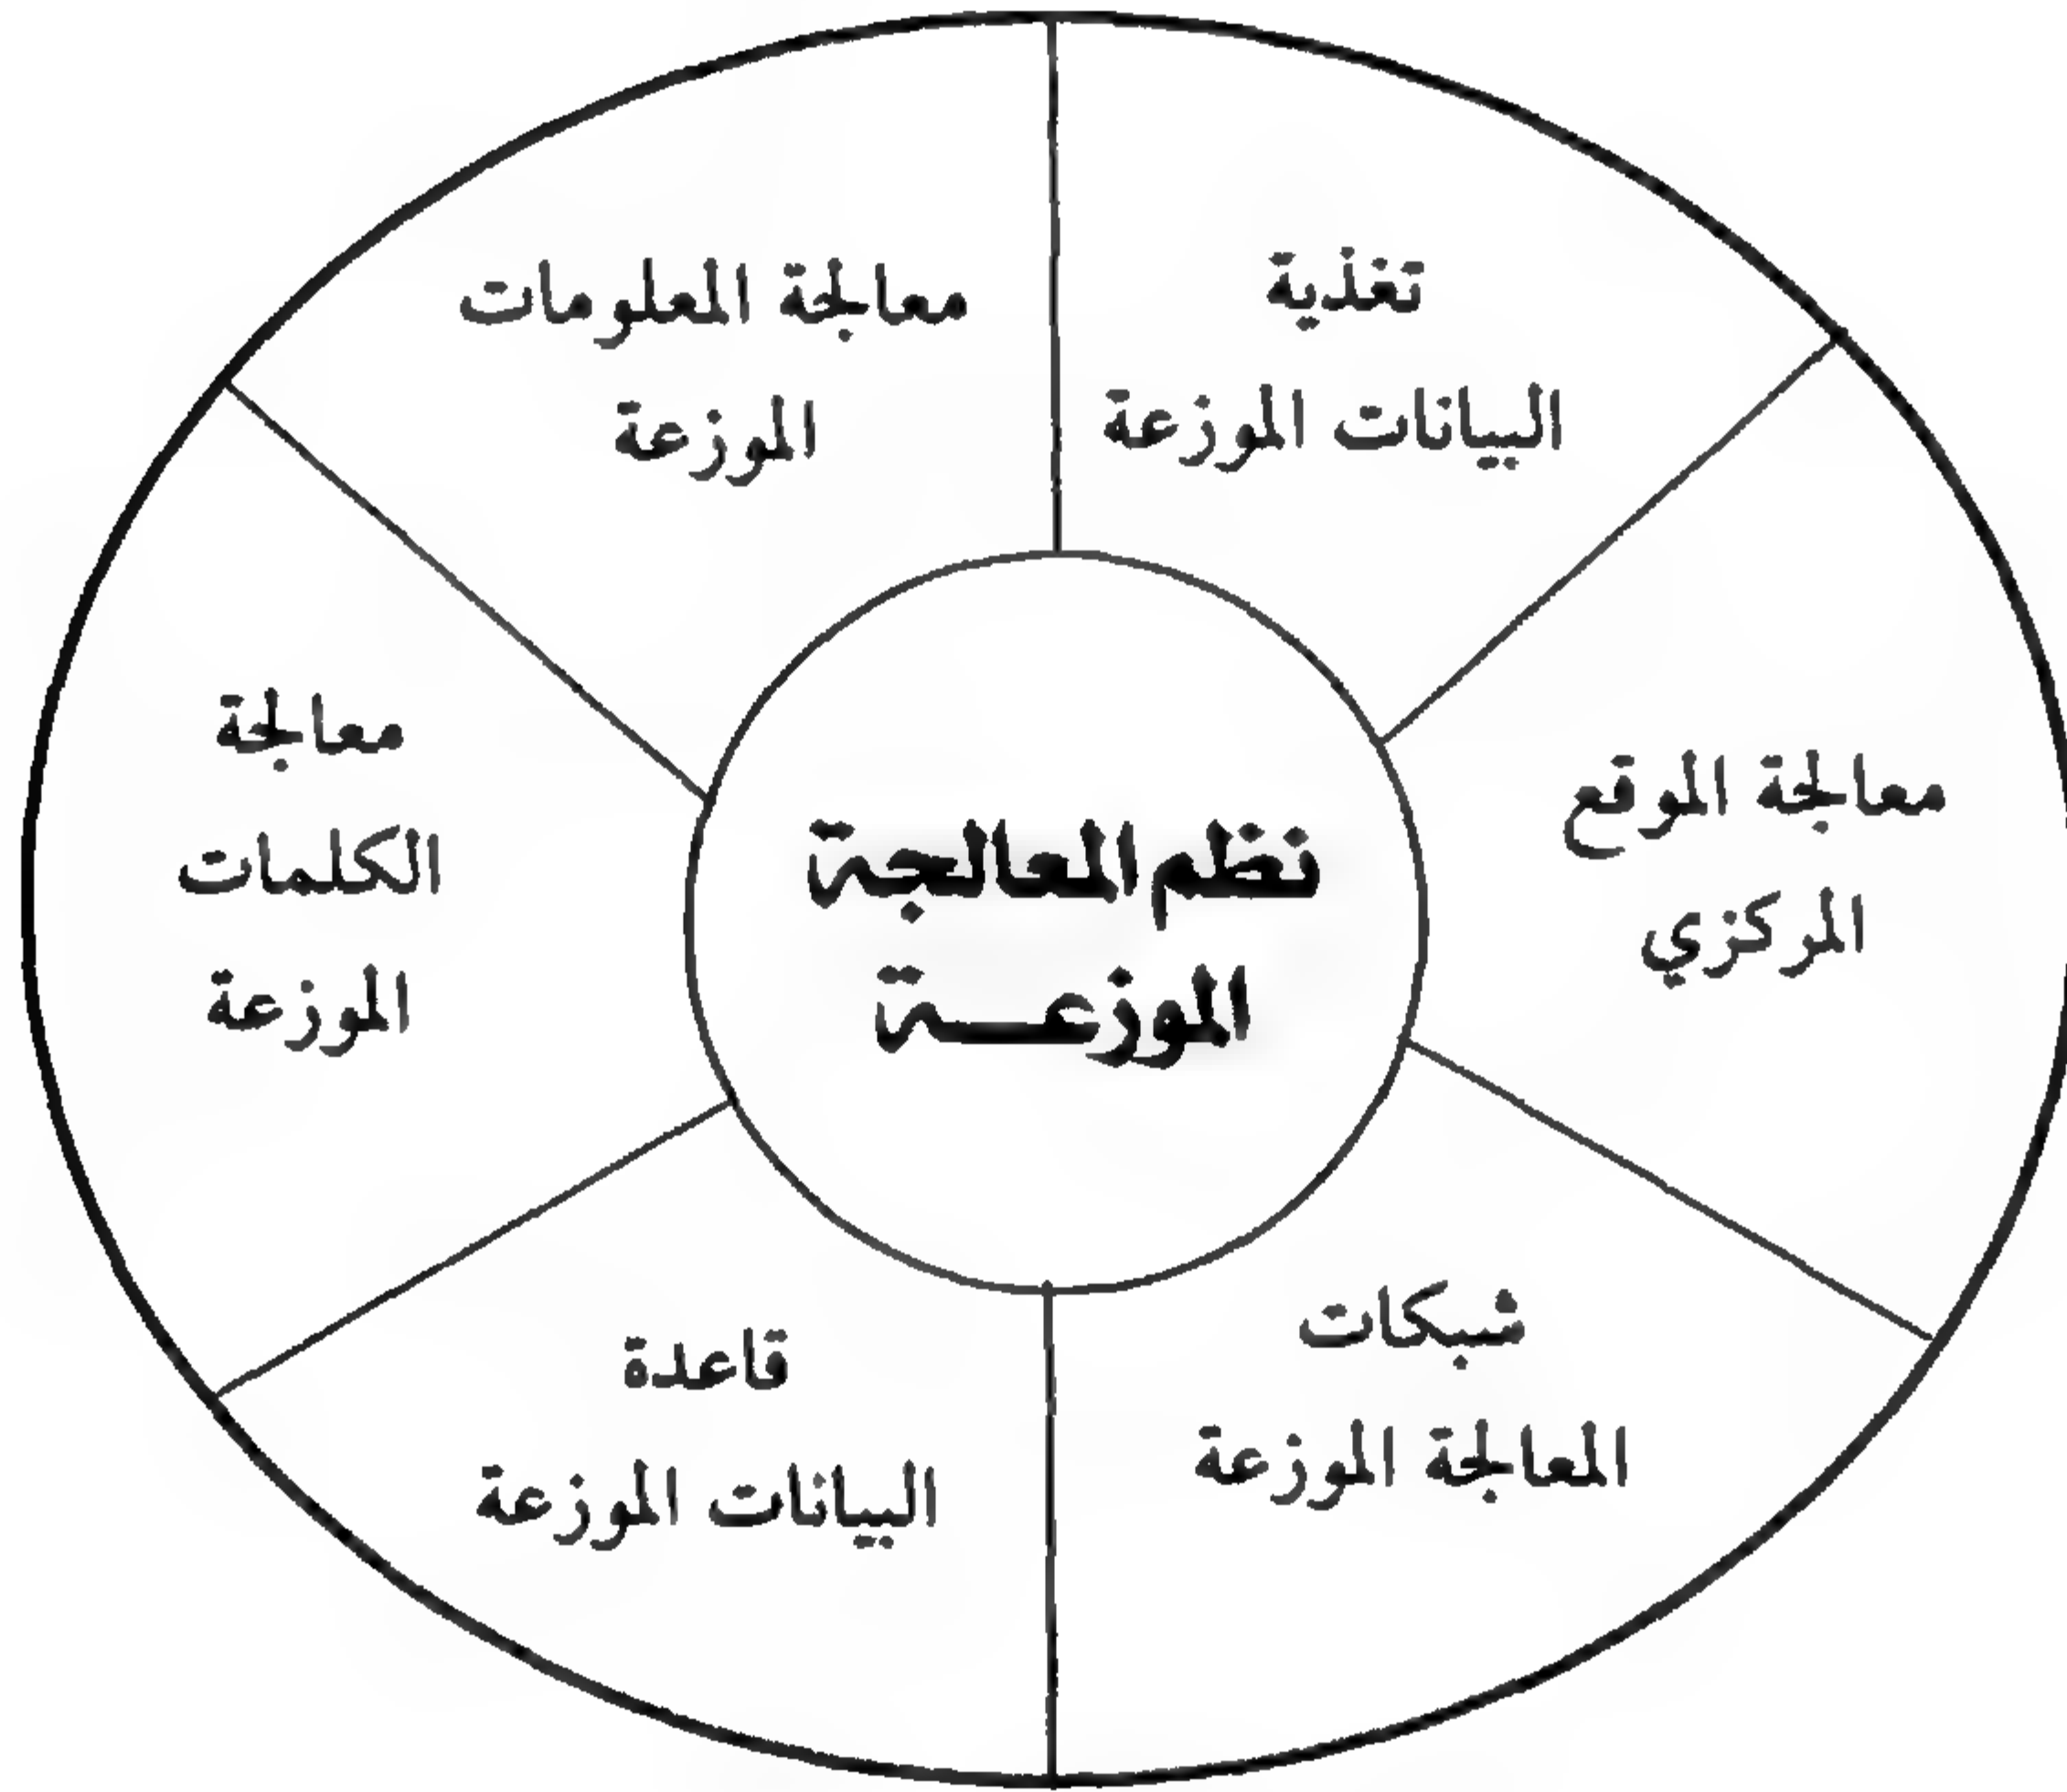 تغذية
البيانات الموزعة
معالجة المعلومات
الموزعة
معالجة الموقع
المركزي
نظم المعالجة
الموزعة
معالجة
الكلمات
الموزعة
شبكات
المعالجة الموزعة
قاعدة
البيانات الموزعة